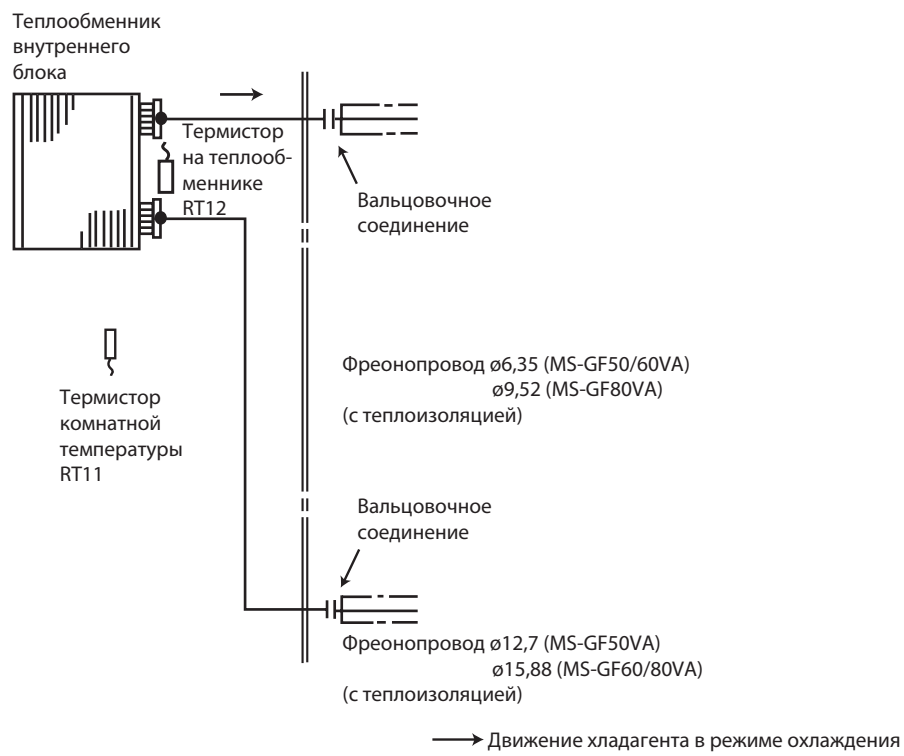 Теплообменник
внутреннего
блока
Термистор
на теплооб-
меннике
RT12
Вальцовочное
соединение
Фреонопровод ø6,35 (MS-GF50/60VA)
ø9,52 (MS-GF80VA)
(с теплоизоляцией)
Термистор
комнатной
температуры
RT11
Вальцовочное
соединение
Фреонопровод ø12,7 (MS-GF50VA)
ø15,88 (MS-GF60/80VA)
(с теплоизоляцией)
Движение хладагента в режиме охлаждения